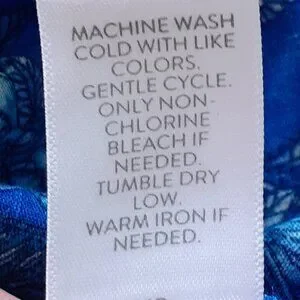 MACHINE WASH
COLD WITH LIKE
COLORS.
GENTLE CYCLE.
ONLY NON-
CHLORINE
BLEACH IF
NEEDED.
TUMBLE DRY
LOW.
WARM IRON IF
NEEDED.